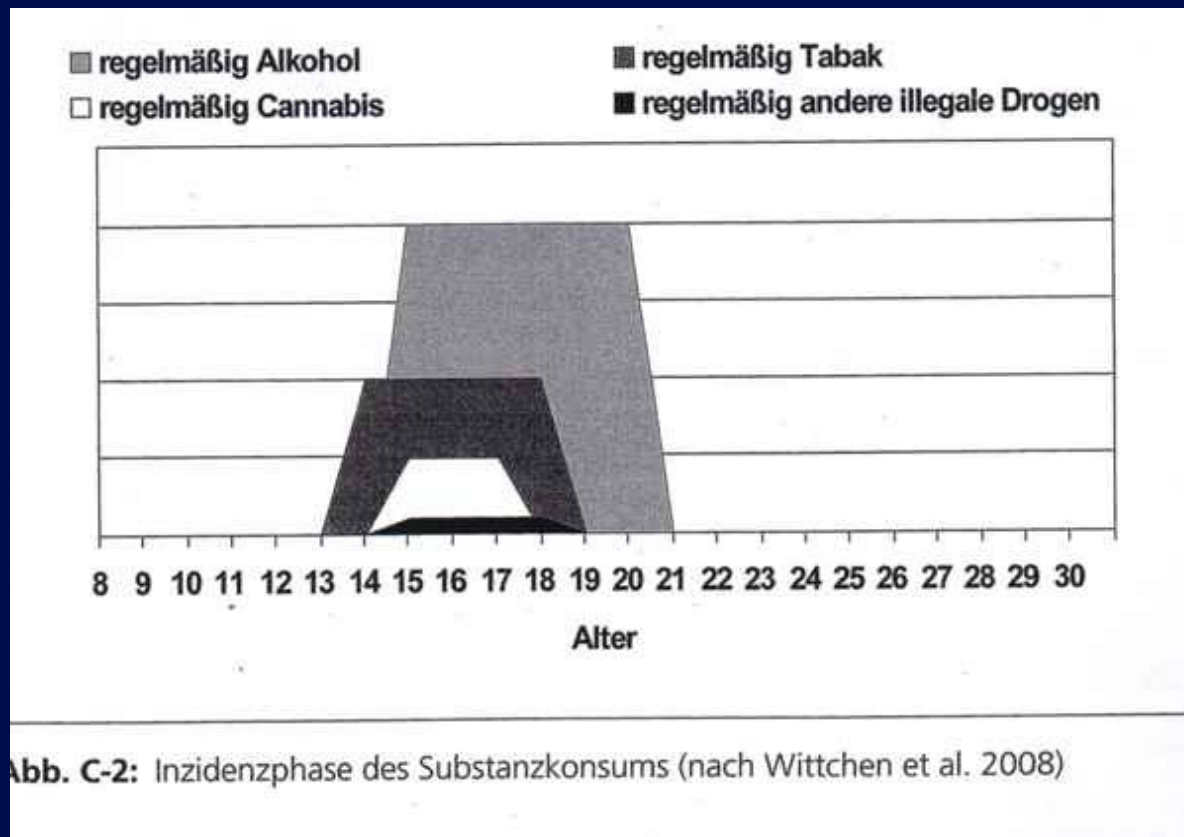 regelmäßig Alkohol
regelmäßig Tabak
regelmäßig Cannabis
regelmäßig andere illegale Drogen
8 9 10 11 12 13 14 15 16 17 18 19 20 21 22 23 24 25 26 27 28 29 30
Alter
Abb. C-2: Inzidenzphase des Substanzkonsums (nach Wittchen et al. 2008)